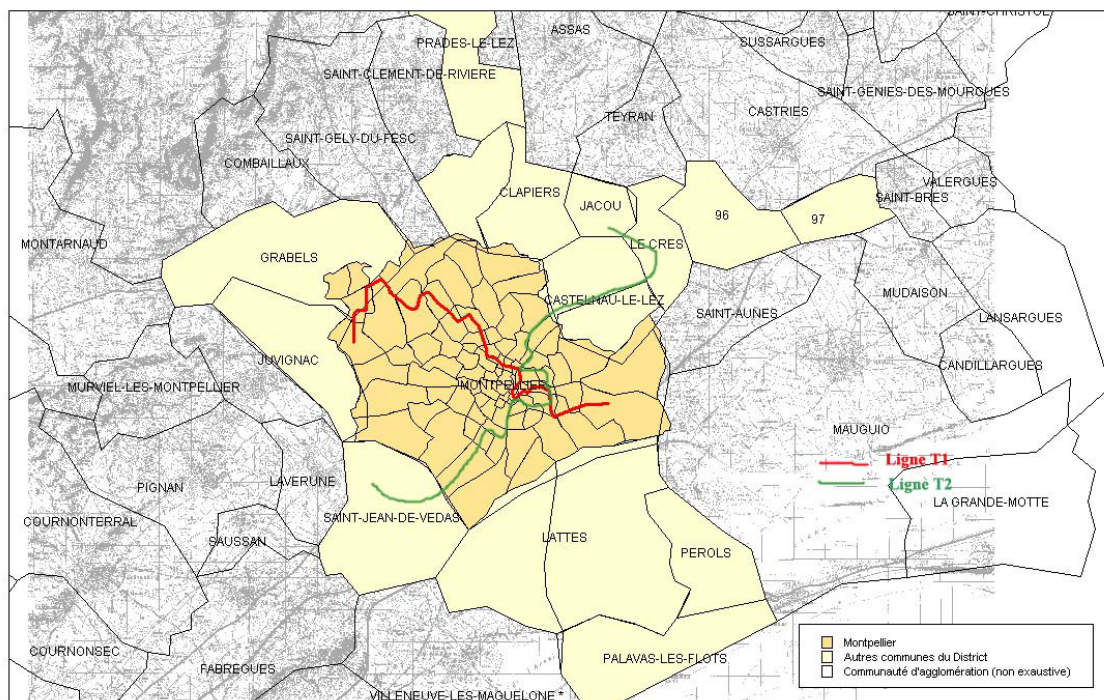 SAINT-CHRISTOL
PRADES-LE-LEZ
ASSAS
SUSSARGUES
SAINT-CLEMENT-DE-RIVIERE
SAINT-GENIES-DES-MOURGUES
CASTRIES
TEYRAN
SAINT-GELY-DU-FESC
COMBAILLAUX
VALERGUES
CLAPIERS
SAINT-BRES
JACOU
96
97
MONTARNAUD
LE CRES
GRABELS
MUDAISON
CASTELNAU-LE-LEZ
SAINT-AUNES
LANSARGUES
JUVIGNAC
CANDILLARGUES
MURVIEL-LES-MONTPELLIER
MONTPELLIER
MAUGUIO
Ligne T1
LAVERUNE
Ligne T2
PIGNAN
LA GRANDE-MOTTE
SAINT-JEAN-DE-VEDAS
COURNONTERRAL
LATTES
SAUSSAN
PEROLS
Montpellier
COURNONSEC
Autres communes du District
PALAVAS-LES-FLOTS
FABREGUES
Communauté d'agglomération (non exaustive)
VILLENEUVE-LES-MAGUELONE *